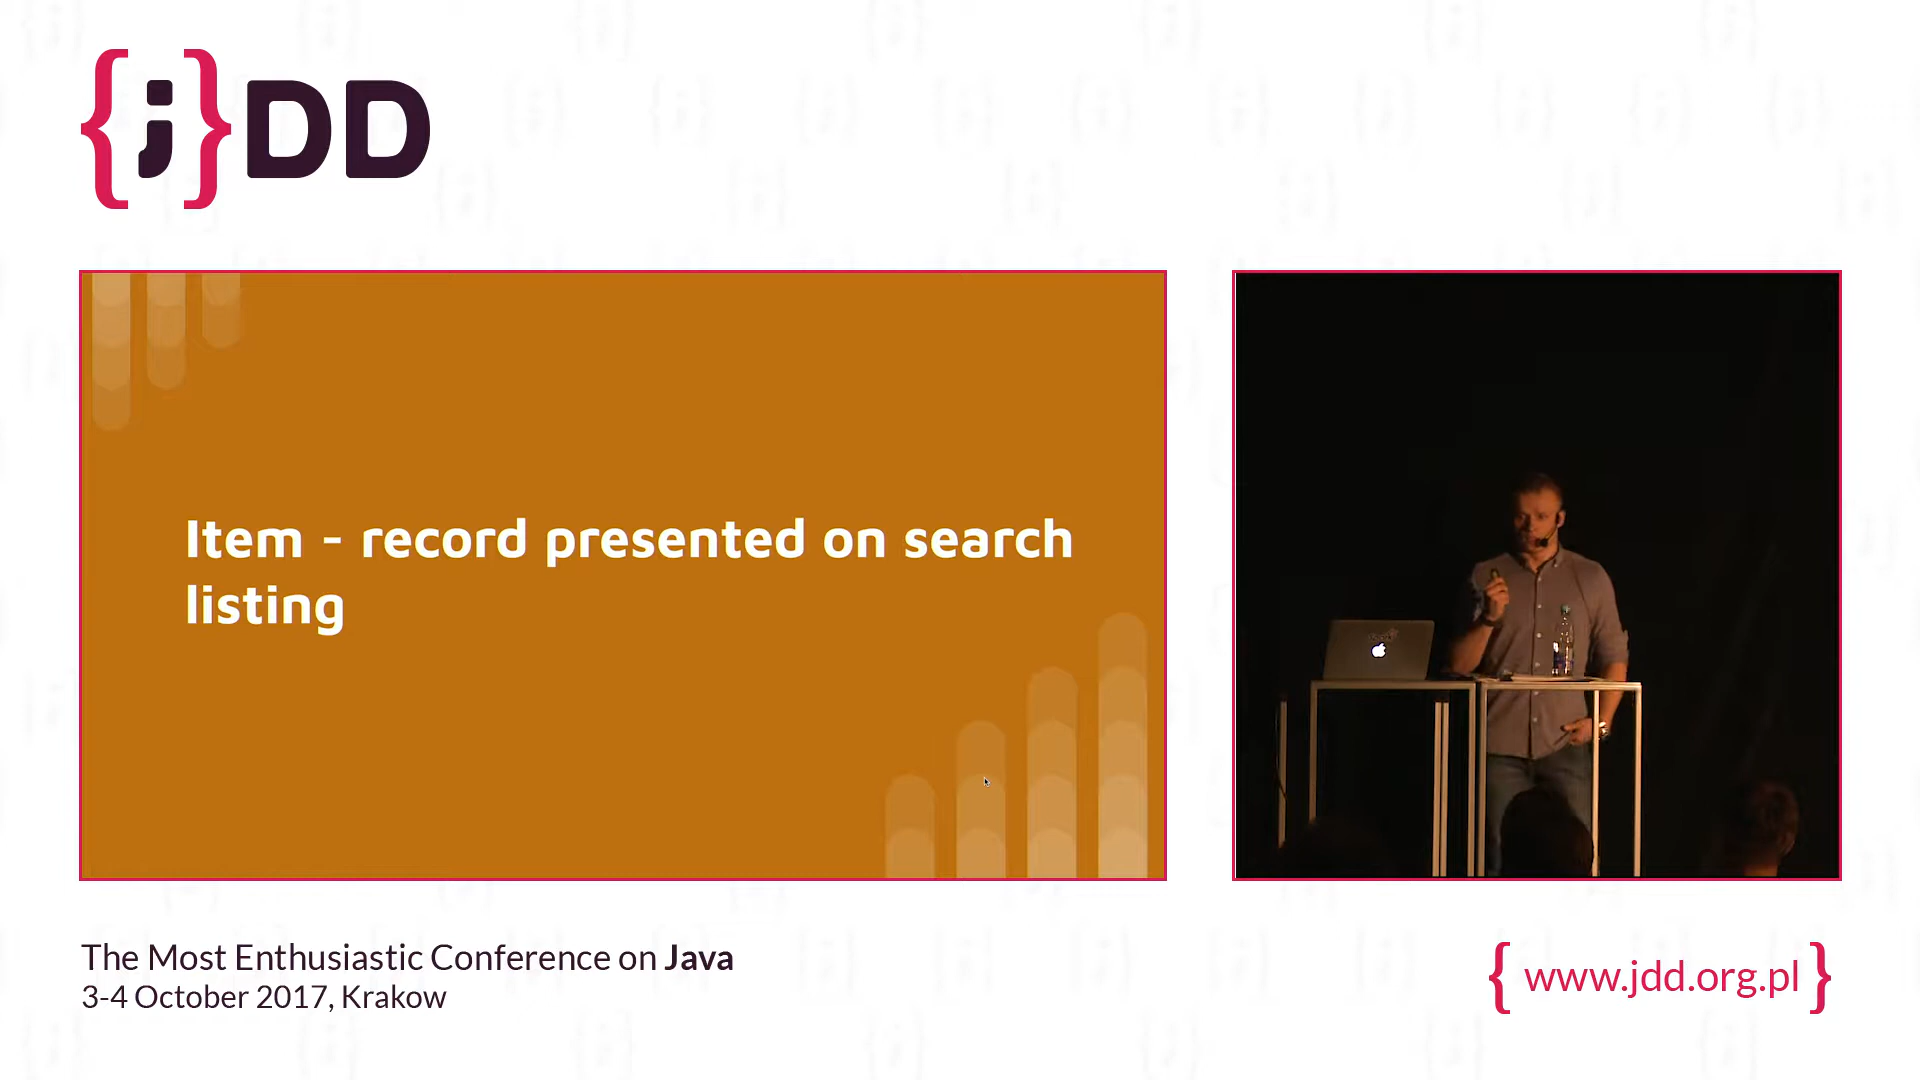 {j}DD
Item - record presented on search
listing
The Most Enthusiastic Conference on Java
3-4 October 2017, Krakow
{ www.jdd.org.pl }